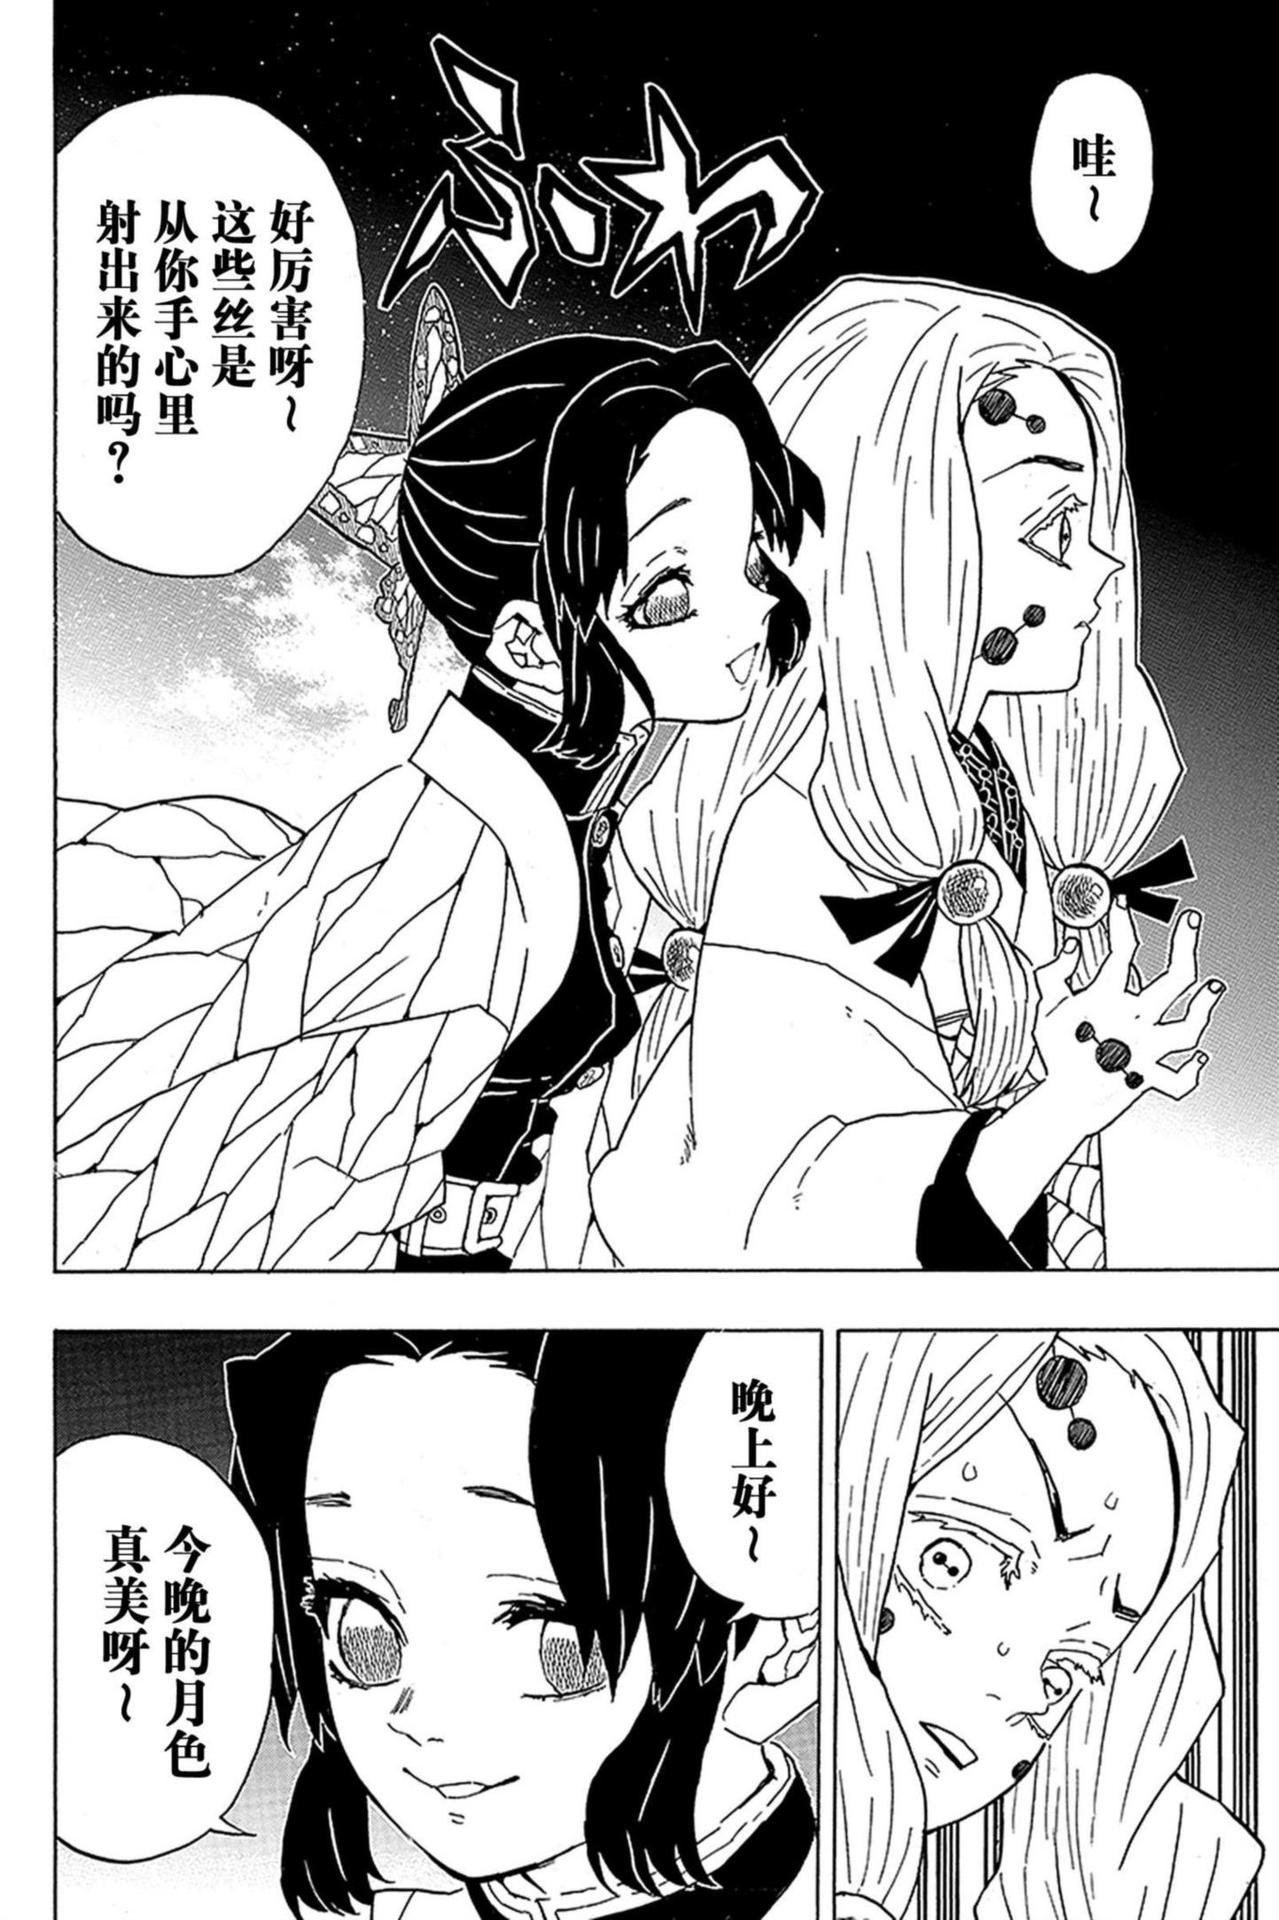 哇～
ふわ
好厉害呀～
这些丝是
从你手心里
射出来的吗？
晚上好～
今晚的月色
真美呀～